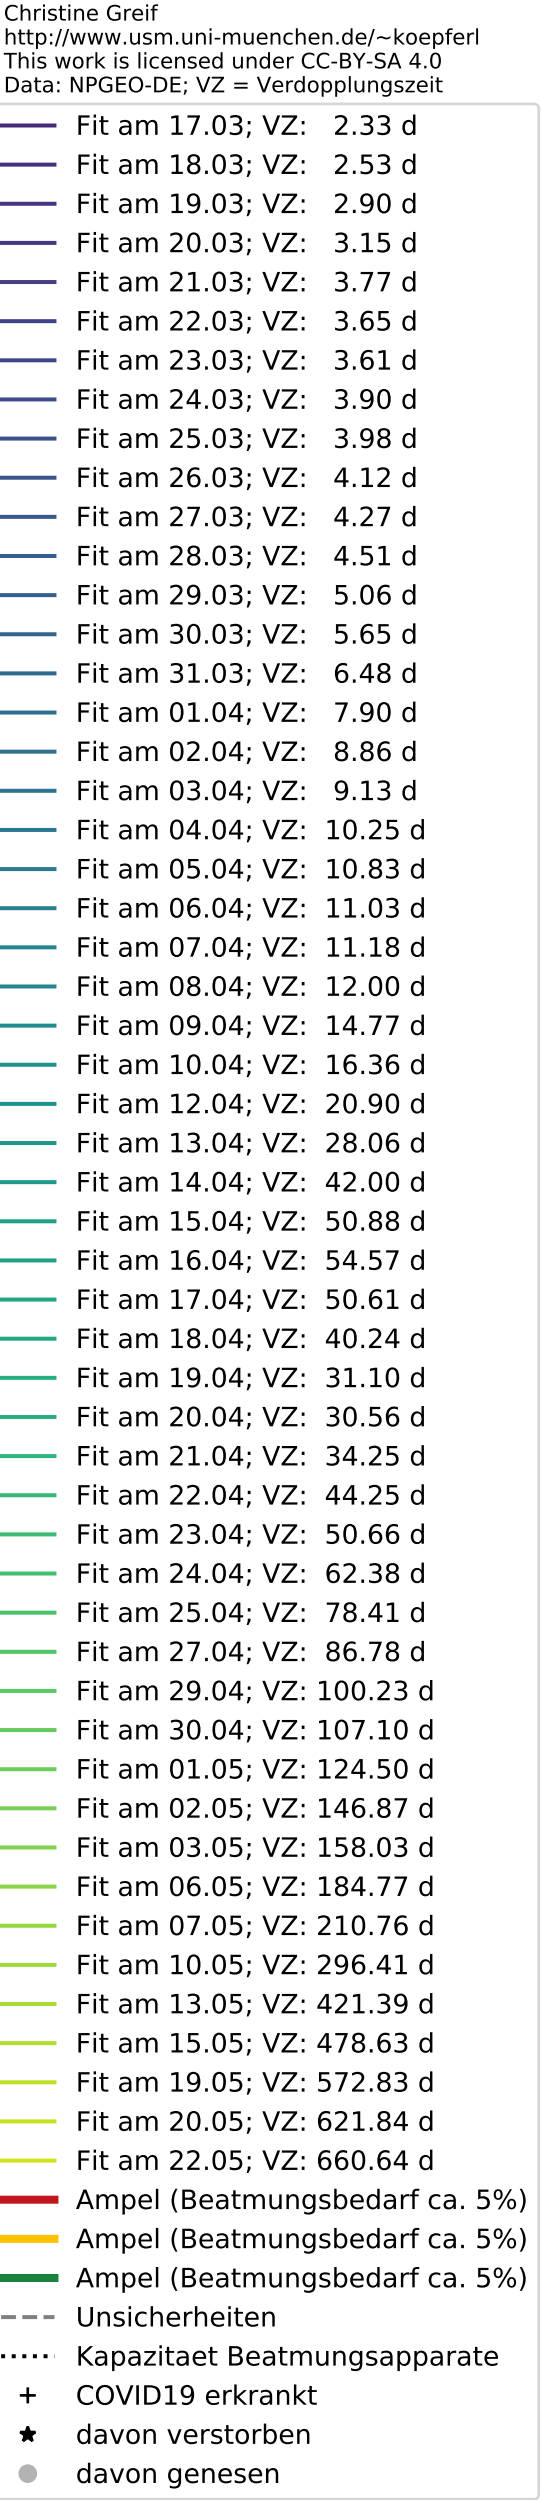 Christine Greif
http://www.usm.uni-muenchen.de/~koepferl
This work is licensed under CC-BY-SA 4.0
Data: NPGEO-DE; VZ = Verdopplungszeit
Fit am 17.03; VZ: 2.33 d
Fit am 18.03; VZ: 2.53 d
Fit am 19.03; VZ: 2.90 d
Fit am 20.03; VZ: 3.15 d
Fit am 21.03; VZ: 3.77 d
Fit am 22.03; VZ: 3.65 d
Fit am 23.03; VZ: 3.61 d
Fit am 24.03; VZ: 3.90 d
Fit am 25.03; VZ: 3.98 d
Fit am 26.03; VZ: 4.12 d
Fit am 27.03; VZ: 4.27 d
Fit am 28.03; VZ: 4.51 d
Fit am 29.03; VZ: 5.06 d
Fit am 30.03; VZ: 5.65 d
Fit am 31.03; VZ: 6.48 d
Fit am 01.04; VZ: 7.90 d
Fit am 02.04; VZ: 8.86 d
Fit am 03.04; VZ: 9.13 d
Fit am 04.04; VZ: 10.25 d
Fit am 05.04; VZ: 10.83 d
Fit am 06.04; VZ: 11.03 d
Fit am 07.04; VZ: 11.18 d
Fit am 08.04; VZ: 12.00 d
Fit am 09.04; VZ: 14.77 d
Fit am 10.04; VZ: 16.36 d
Fit am 12.04; VZ: 20.90 d
Fit am 13.04; VZ: 28.06 d
Fit am 14.04; VZ: 42.00 d
Fit am 15.04; VZ: 50.88 d
Fit am 16.04; VZ: 54.57 d
Fit am 17.04; VZ: 50.61 d
Fit am 18.04; VZ: 40.24 d
Fit am 19.04; VZ: 31.10 d
Fit am 20.04; VZ: 30.56 d
Fit am 21.04; VZ: 34.25 d
Fit am 22.04; VZ: 44.25 d
Fit am 23.04; VZ: 50.66 d
Fit am 24.04; VZ: 62.38 d
Fit am 25.04; VZ: 78.41 d
Fit am 27.04; VZ: 86.78 d
Fit am 29.04; VZ: 100.23 d
Fit am 30.04; VZ: 107.10 d
Fit am 01.05; VZ: 124.50 d
Fit am 02.05; VZ: 146.87 d
Fit am 03.05; VZ: 158.03 d
Fit am 06.05; VZ: 184.77 d
Fit am 07.05; VZ: 210.76 d
Fit am 10.05; VZ: 296.41 d
Fit am 13.05; VZ: 421.39 d
Fit am 15.05; VZ: 478.63 d
Fit am 19.05; VZ: 572.83 d
Fit am 20.05; VZ: 621.84 d
Fit am 22.05; VZ: 660.64 d
Ampel (Beatmungsbedarf ca. 5%)
Ampel (Beatmungsbedarf ca. 5%)
Ampel (Beatmungsbedarf ca. 5%)
Unsicherheiten
Kapazitaet Beatmungsapparate
COVID19 erkrankt
davon verstorben
davon genesen